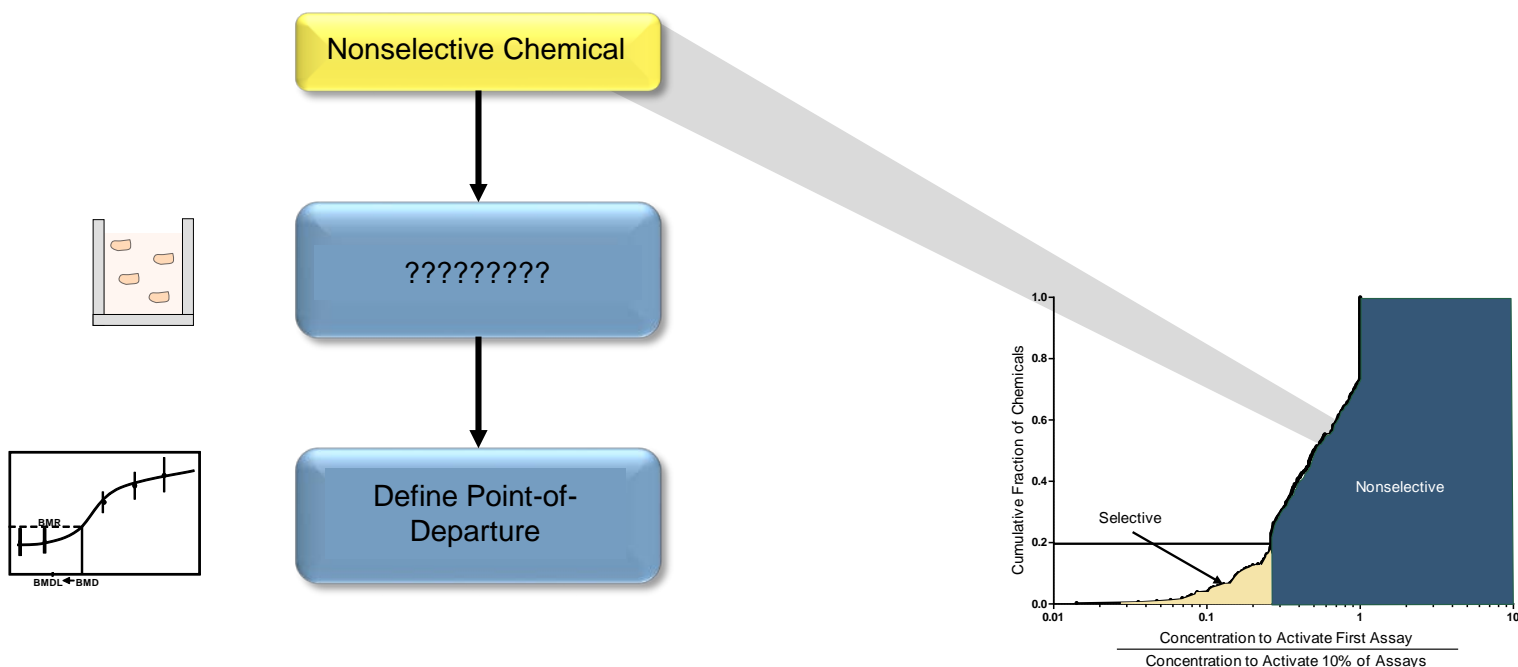 Nonselective Chemical
?????????
Define Point-of-
Departure
BMR
BMDL
BMD
Cumulative Fraction of Chemicals
1.0
0.8
0.6
0.4
0.2
0.0
Selective
Nonselective
0.01
0.1
1
10
Concentration to Activate First Assay
Concentration to Activate 10% of Assays